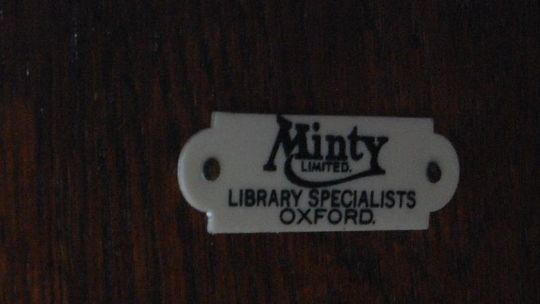 Minty
LIMITED.
LIBRARY SPECIALISTS
OXFORD.